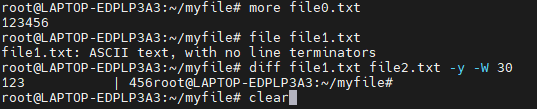 root@LAPTOP-EDPLP3A3:~/myfile# more file0.txt
123456
root@LAPTOP-EDPLP3A3:~/myfile# file file1.txt
file1.txt: ASCII text, with no line terminators
root@LAPTOP-EDPLP3A3:~/myfile# diff file1.txt file2.txt -y -W 30
123           | 456root@LAPTOP-EDPLP3A3:~/myfile#
root@LAPTOP-EDPLP3A3:~/myfile# clear